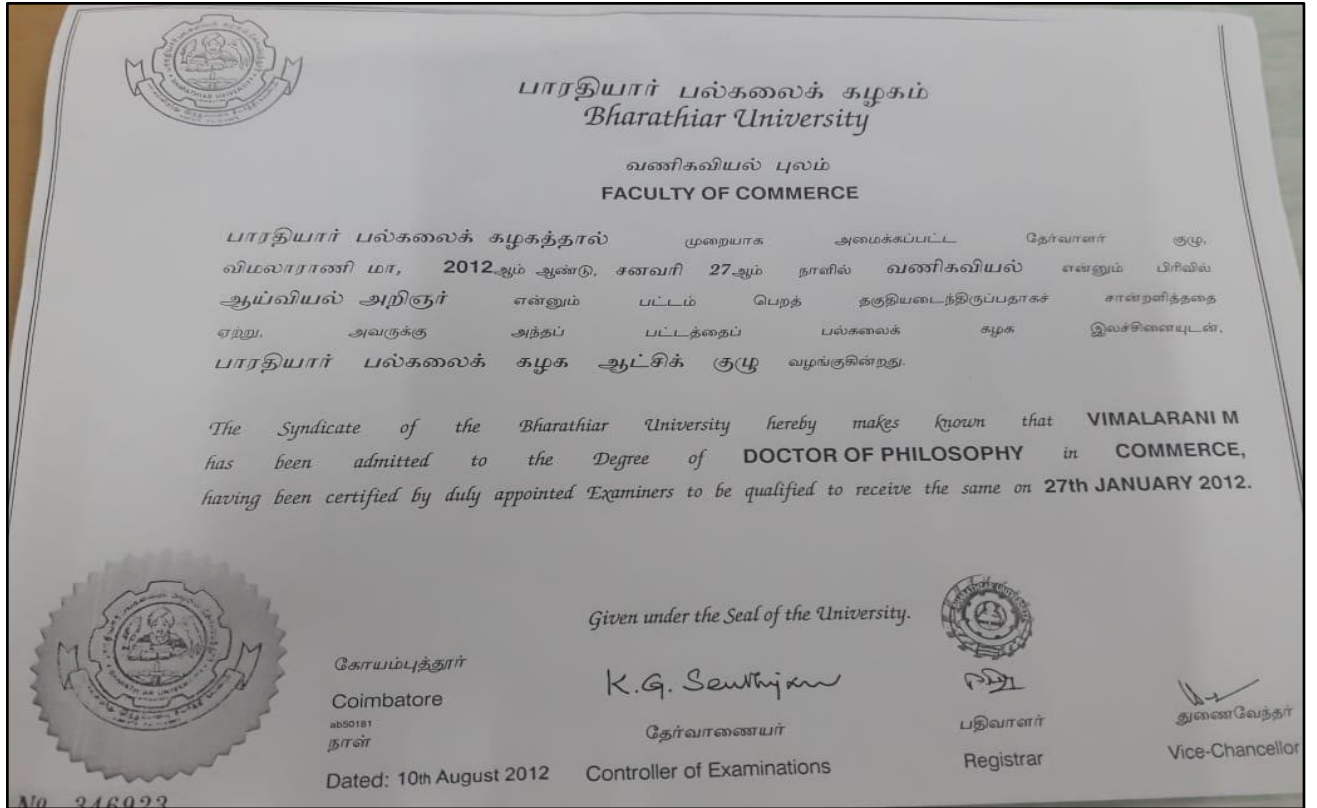 பாரதியார் பல்கலைக் கழகம்
Bharathiar University
வணிகவியல் புலம்
FACULTY OF COMMERCE
பாரதியார் பல்கலைக் கழகத்தால் முறையாக அமைக்கப்பட்ட தேர்வாளர் குழு,
விமலாராணி மா, 2012ஆம் ஆண்டு, சனவரி 27ஆம் நாளில் வணிகவியல் என்னும் பிரிவில்
ஆய்வியல் அறிஞர் என்னும் பட்டம் பெறத் தகுதியடைந்திருப்பதாகச் சான்றளித்ததை
ஏற்று, அவருக்கு அந்தப் பட்டத்தைப் பல்கலைக் கழக இலச்சினையுடன்,
பாரதியார் பல்கலைக் கழக ஆட்சிக் குழு வழங்குகின்றது.
The Syndicate of the Bharathiar University hereby makes known that VIMALARANI M
has been admitted to the Degree of DOCTOR OF PHILOSOPHY in COMMERCE,
having been certified by duly appointed Examiners to be qualified to receive the same on 27th JANUARY 2012.
Given under the Seal of the University.
கோயம்புத்தூர்
Coimbatore
ab50181
நாள்
Dated: 10th August 2012
K.G. Senthi
தேர்வாணையர்
Controller of Examinations
பதிவாளர்
Registrar
துணைவேந்தர்
Vice-Chancellor
BHARATHIAR UNIVERSITY
No 346923